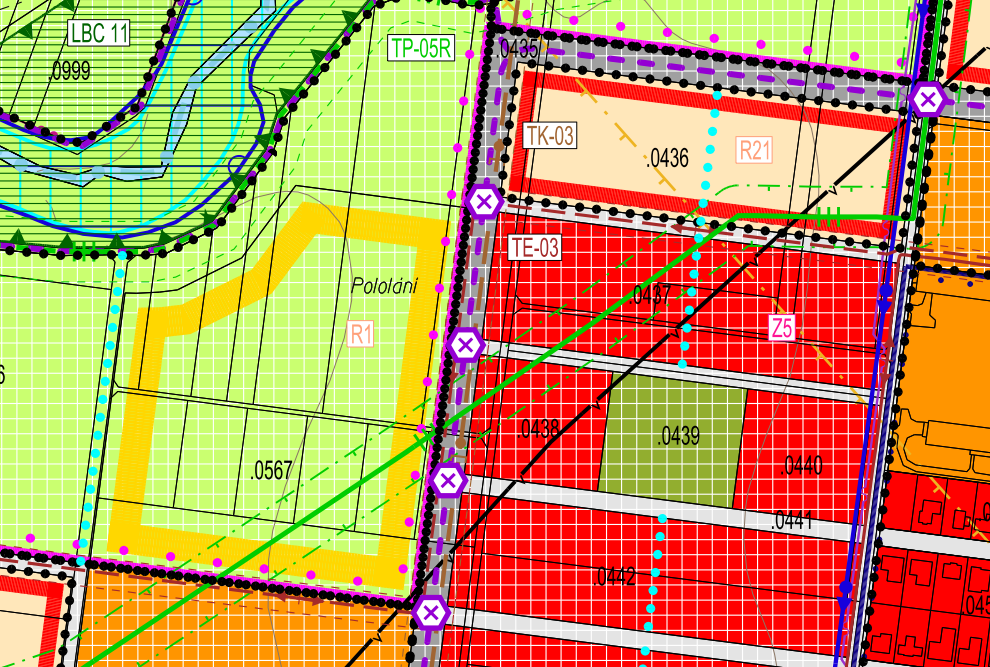 LBC 11
.0999
TP-05R
.0435
TK-03
.0436
R21
TE-03
Pololání
.0437
R1
Z5
.0438
.0439
.0440
.0567
.0441
.0442